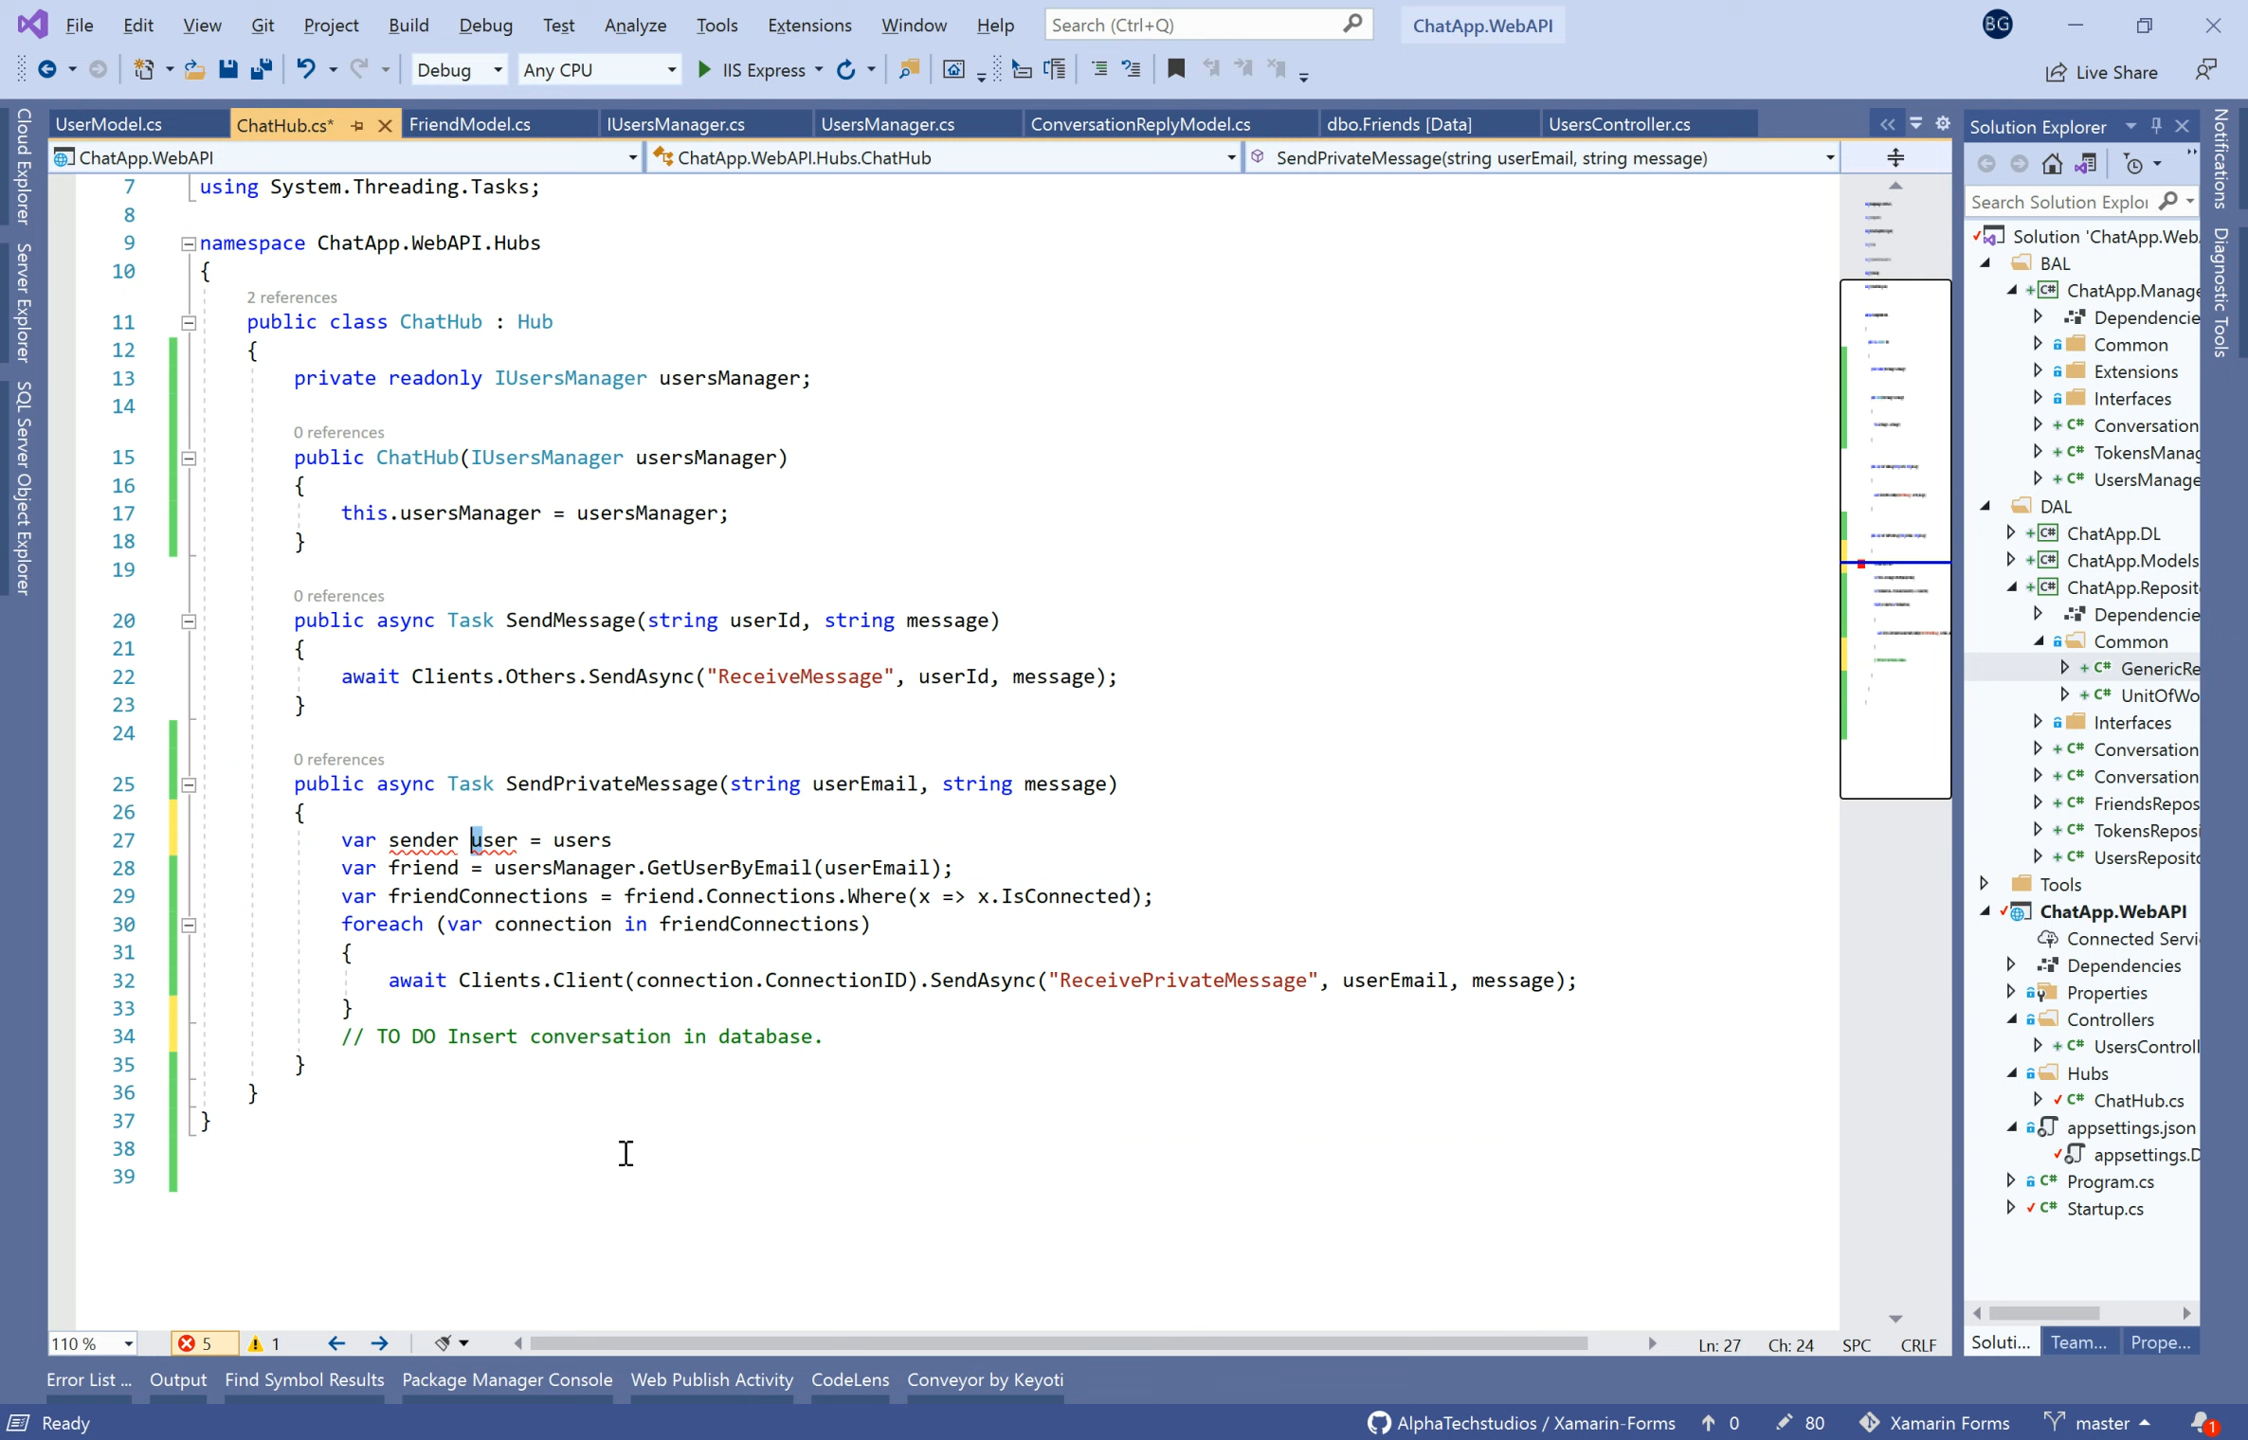 File Edit View Git Project Build Debug Test Analyze Tools Extensions Window Help Search (Ctrl+Q) ChatApp.WebAPI BG
Debug Any CPU IIS Express Live Share
UserModel.cs ChatHub.cs* FriendModel.cs IUsersManager.cs UsersManager.cs ConversationReplyModel.cs dbo.Friends [Data] UsersController.cs
ChatApp.WebAPI ChatApp.WebAPI.Hubs.ChatHub SendPrivateMessage(string userEmail, string message)
Cloud Explorer
Server Explorer
SQL Server Object Explorer
7 using System.Threading.Tasks;
8
9 namespace ChatApp.WebAPI.Hubs
10 {
2 references
11 public class ChatHub : Hub
12 {
13 private readonly IUsersManager usersManager;
14
0 references
15 public ChatHub(IUsersManager usersManager)
16 {
17 this.usersManager = usersManager;
18 }
19
0 references
20 public async Task SendMessage(string userId, string message)
21 {
22 await Clients.Others.SendAsync("ReceiveMessage", userId, message);
23 }
24
0 references
25 public async Task SendPrivateMessage(string userEmail, string message)
26 {
27 var sender user = users
28 var friend = usersManager.GetUserByEmail(userEmail);
29 var friendConnections = friend.Connections.Where(x => x.IsConnected);
30 foreach (var connection in friendConnections)
31 {
32 await Clients.Client(connection.ConnectionID).SendAsync("ReceivePrivateMessage", userEmail, message);
33 }
34 // TO DO Insert conversation in database.
35 }
36 }
37 }
38
39
110 % 5 1 Ln: 27 Ch: 24 SPC CRLF
Solution Explorer
Search Solution Explor
Solution 'ChatApp.Web
BAL
ChatApp.Manage
Dependencie
Common
Extensions
Interfaces
Conversation
TokensManag
UsersManage
DAL
ChatApp.DL
ChatApp.Models
ChatApp.Reposit
Dependencie
Common
GenericRe
UnitOfWo
Interfaces
Conversation
Conversation
FriendsRepos
TokensReposi
UsersReposito
Tools
ChatApp.WebAPI
Connected Servi
Dependencies
Properties
Controllers
UsersControll
Hubs
ChatHub.cs
appsettings.json
appsettings.D
Program.cs
Startup.cs
Soluti... Team... Prope...
Notifications
Diagnostic Tools
Error List ... Output Find Symbol Results Package Manager Console Web Publish Activity CodeLens Conveyor by Keyoti
Ready AlphaTechstudios / Xamarin-Forms 0 80 Xamarin Forms master 1